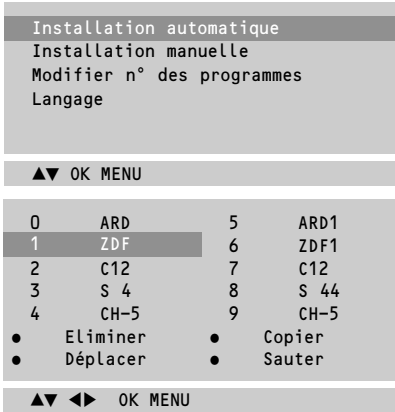 Installation automatique
Installation manuelle
Modifier n° des programmes
Langage
▲▼ OK MENU
0 ARD 5 ARD1
1 ZDF 6 ZDF1
2 C12 7 C12
3 S 4 8 S 44
4 CH-5 9 CH-5
● Eliminer ● Copier
● Déplacer ● Sauter
▲▼ ◀▶ OK MENU